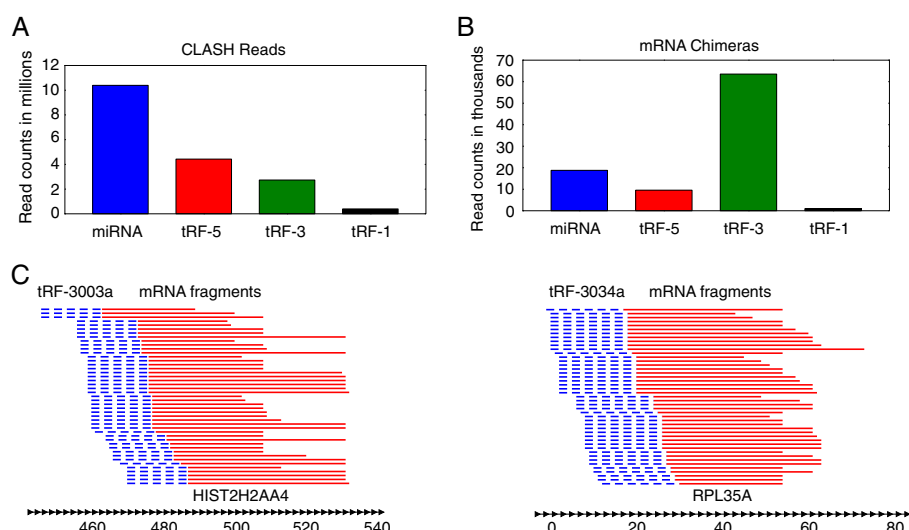 A
CLASH Reads
Read counts in millions
12
10
8
6
4
2
0
miRNA tRF-5 tRF-3 tRF-1
B
mRNA Chimeras
Read counts in thousands
70
60
50
40
30
20
10
0
miRNA tRF-5 tRF-3 tRF-1
C
tRF-3003a mRNA fragments
HIST2H2AA4
460 480 500 520 540
tRF-3034a mRNA fragments
RPL35A
0 20 40 60 80